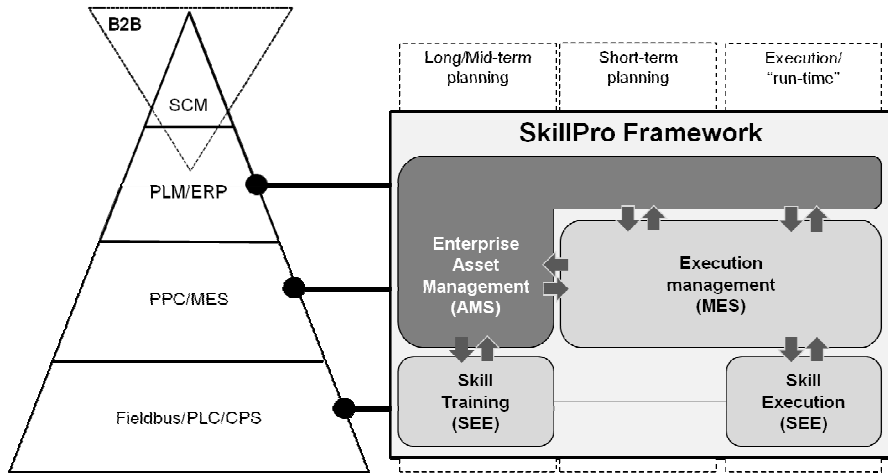 B2B
SCM
PLM/ERP
PPC/MES
Fieldbus/PLC/CPS
Long/Mid-term
planning
Short-term
planning
Execution/
“run-time”
SkillPro Framework
Enterprise
Asset
Management
(AMS)
Execution
management
(MES)
Skill
Training
(SEE)
Skill
Execution
(SEE)